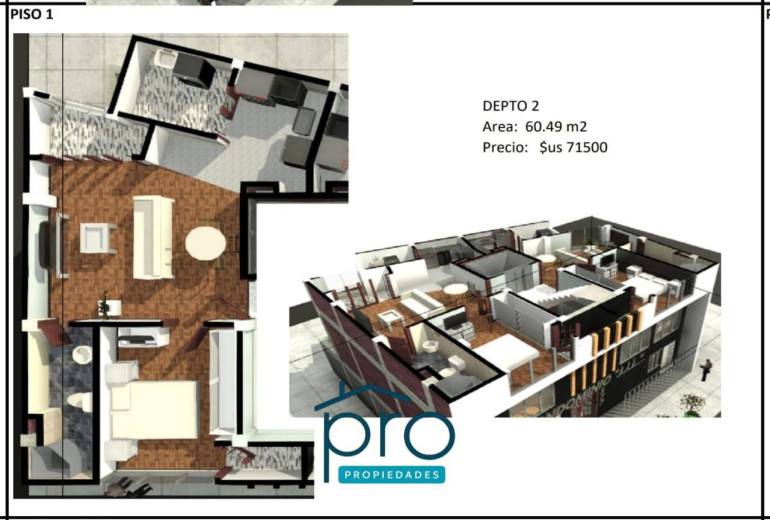 PISO 1
DEPTO 2
Area: 60.49 m2
Precio: $us 71500
pro
PROPIEDADES